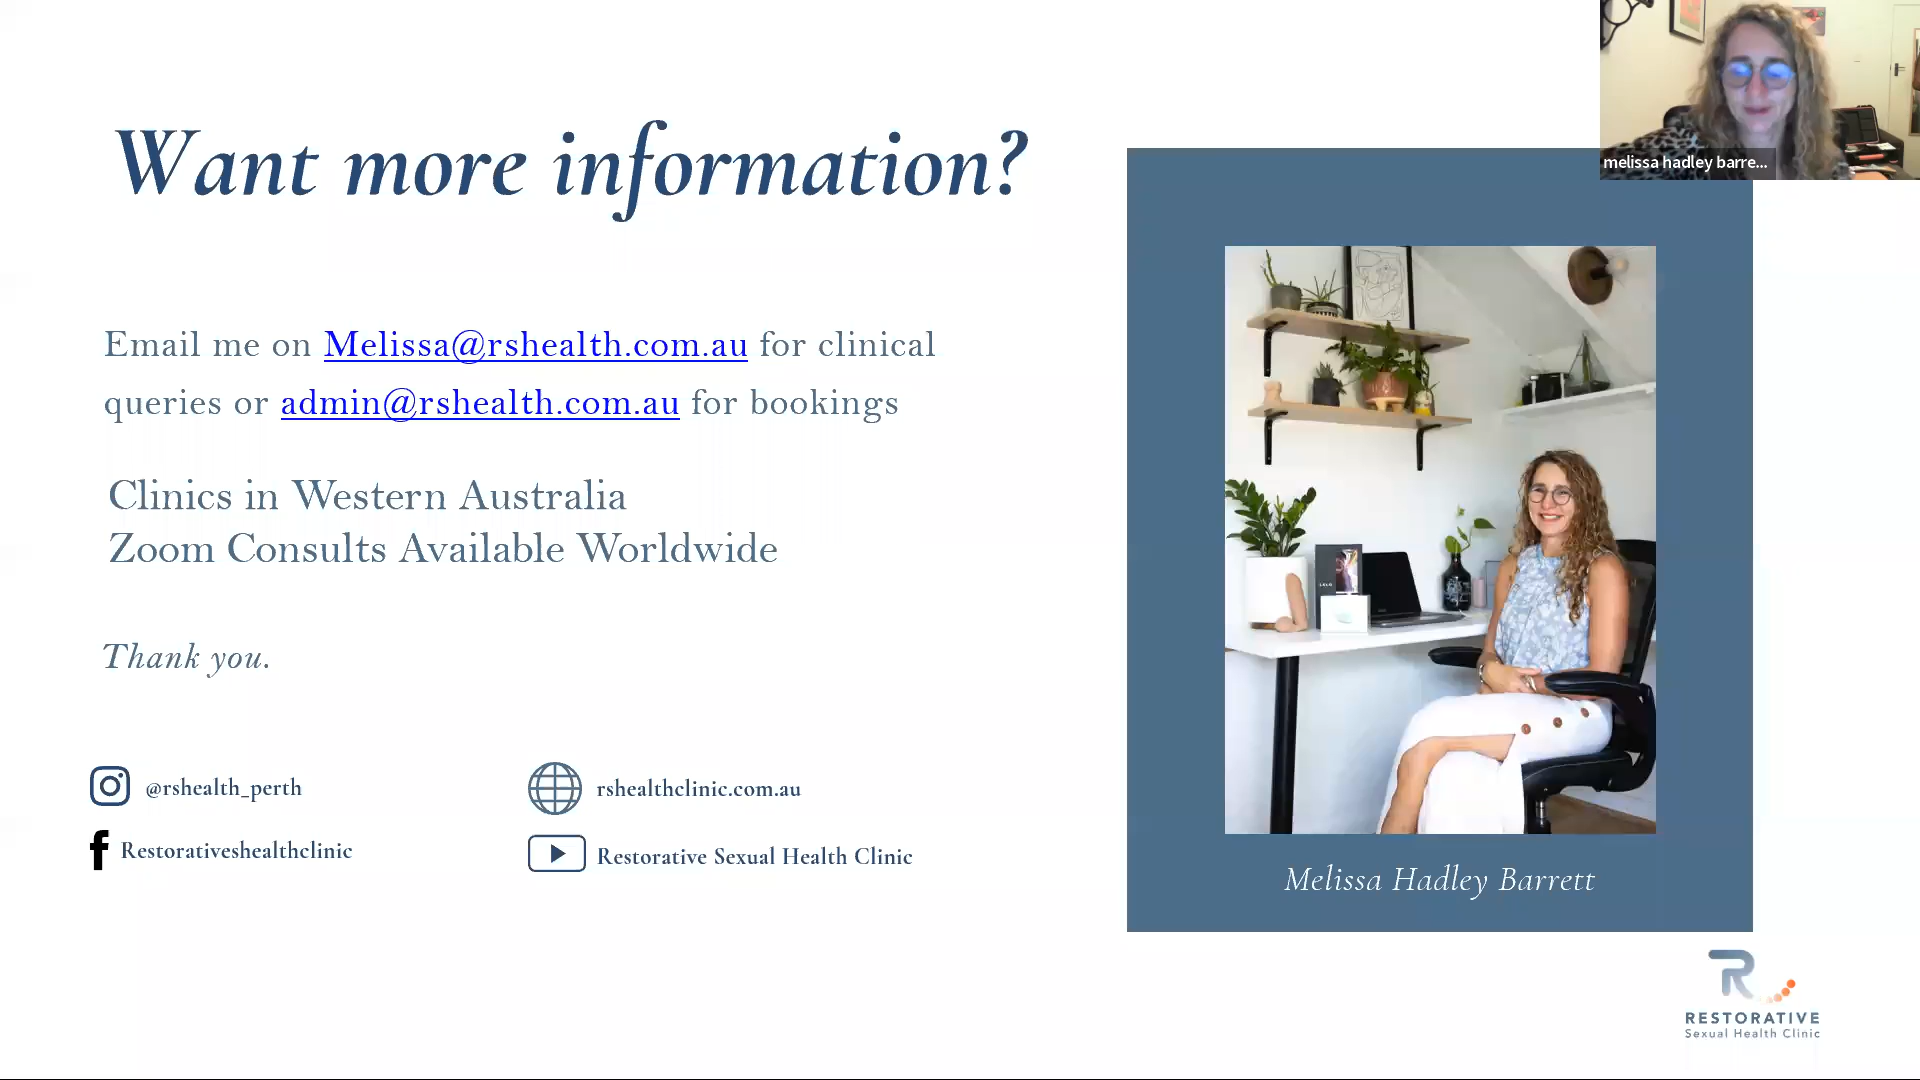 melissa hadley barre...
Want more information?
Email me on Melissa@rshealth.com.au for clinical
queries or admin@rshealth.com.au for bookings
Clinics in Western Australia
Zoom Consults Available Worldwide
Thank you.
@rshealth_perth
rshealthclinic.com.au
Restorativeshealthclinic
Restorative Sexual Health Clinic
Melissa Hadley Barrett
RESTORATIVE
Sexual Health Clinic